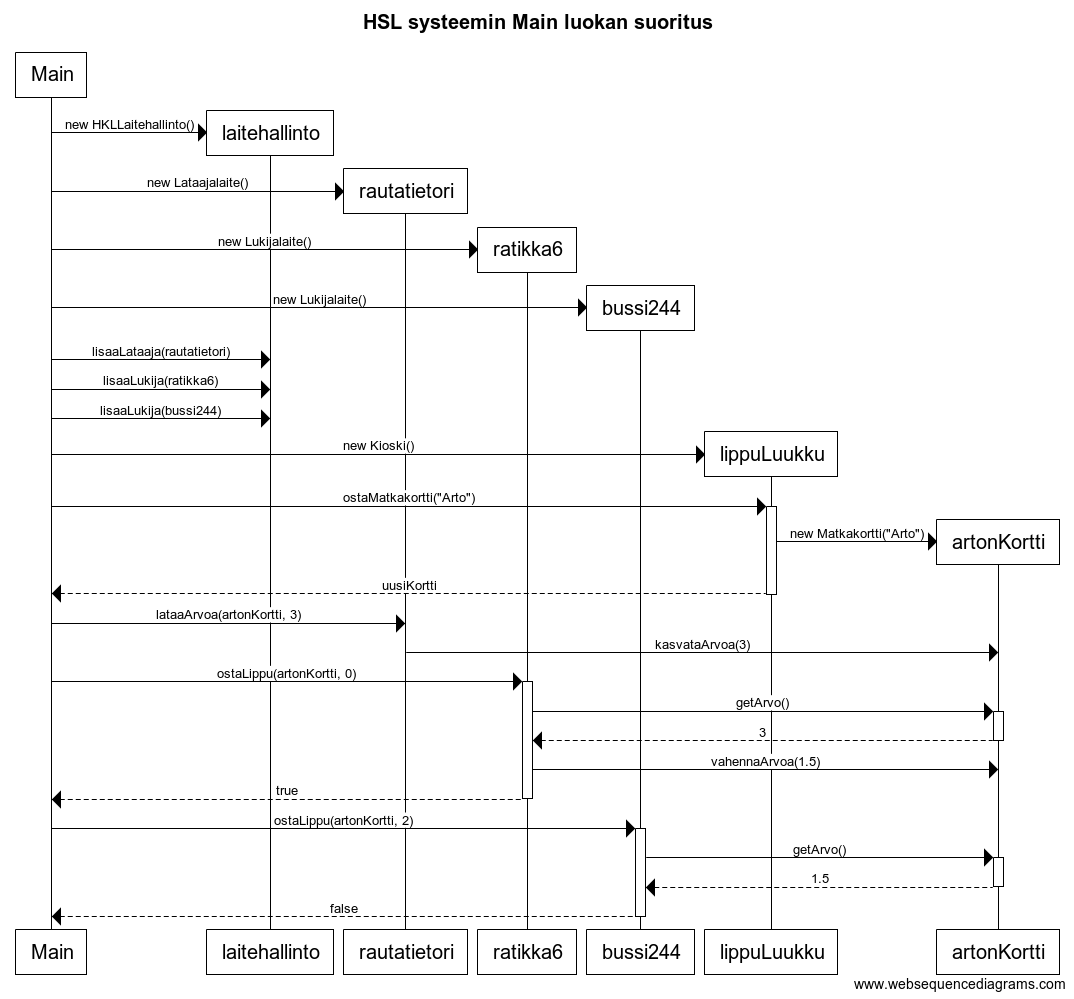 HSL systeemin Main luokan suoritus
Main
new HKLLaitehallinto()
laitehallinto
new Lataajalaite()
rautatietori
new Lukijalaite()
ratikka6
new Lukijalaite()
bussi244
lisaaLataaja(rautatietori)
lisaaLukija(ratikka6)
lisaaLukija(bussi244)
new Kioski()
lippuLuukku
ostaMatkakortti("Arto")
new Matkakortti("Arto")
artonKortti
uusiKortti
lataaArvoa(artonKortti, 3)
kasvataArvoa(3)
ostaLippu(artonKortti, 0)
getArvo()
3
vahennaArvoa(1.5)
true
ostaLippu(artonKortti, 2)
getArvo()
1.5
false
Main laitehallinto rautatietori ratikka6 bussi244 lippuLuukku artonKortti
www.websequencediagrams.com